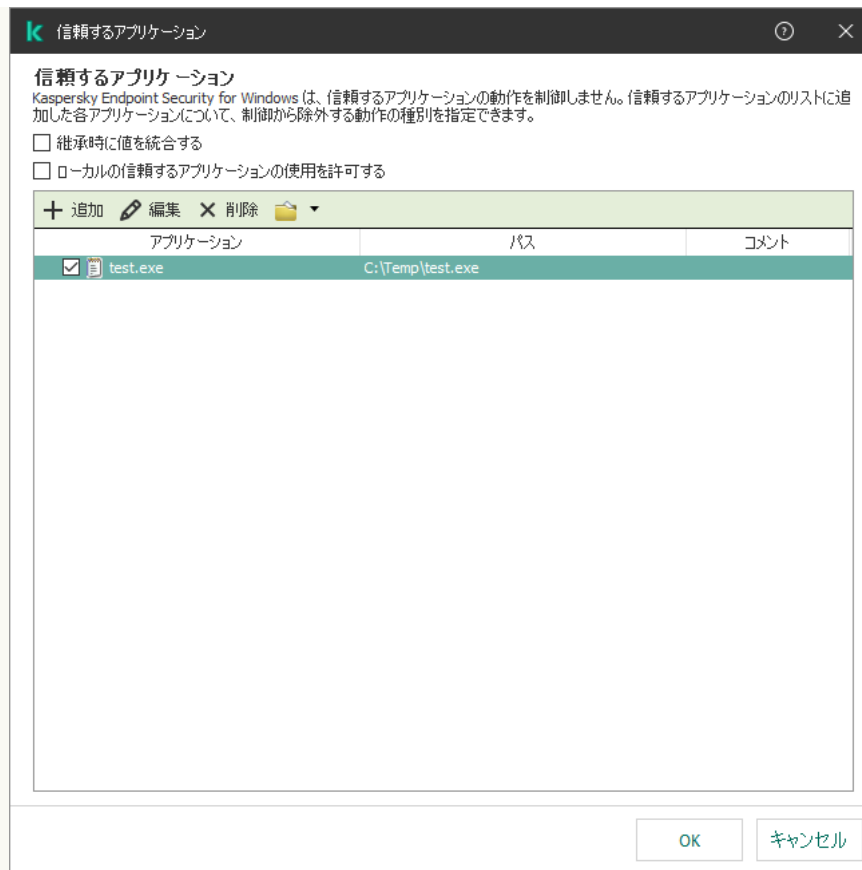 信頼するアプリケーション
信頼するアプリケーション
Kaspersky Endpoint Security for Windows は、信頼するアプリケーションの動作を制御しません。信頼するアプリケーションのリストに追
加した各アプリケーションについて、制御から除外する動作の種別を指定できます。
継承時に値を統合する
ローカルの信頼するアプリケーションの使用を許可する
追加 編集 削除
アプリケーション パス コメント
test.exe C:\Temp\test.exe
OK キャンセル